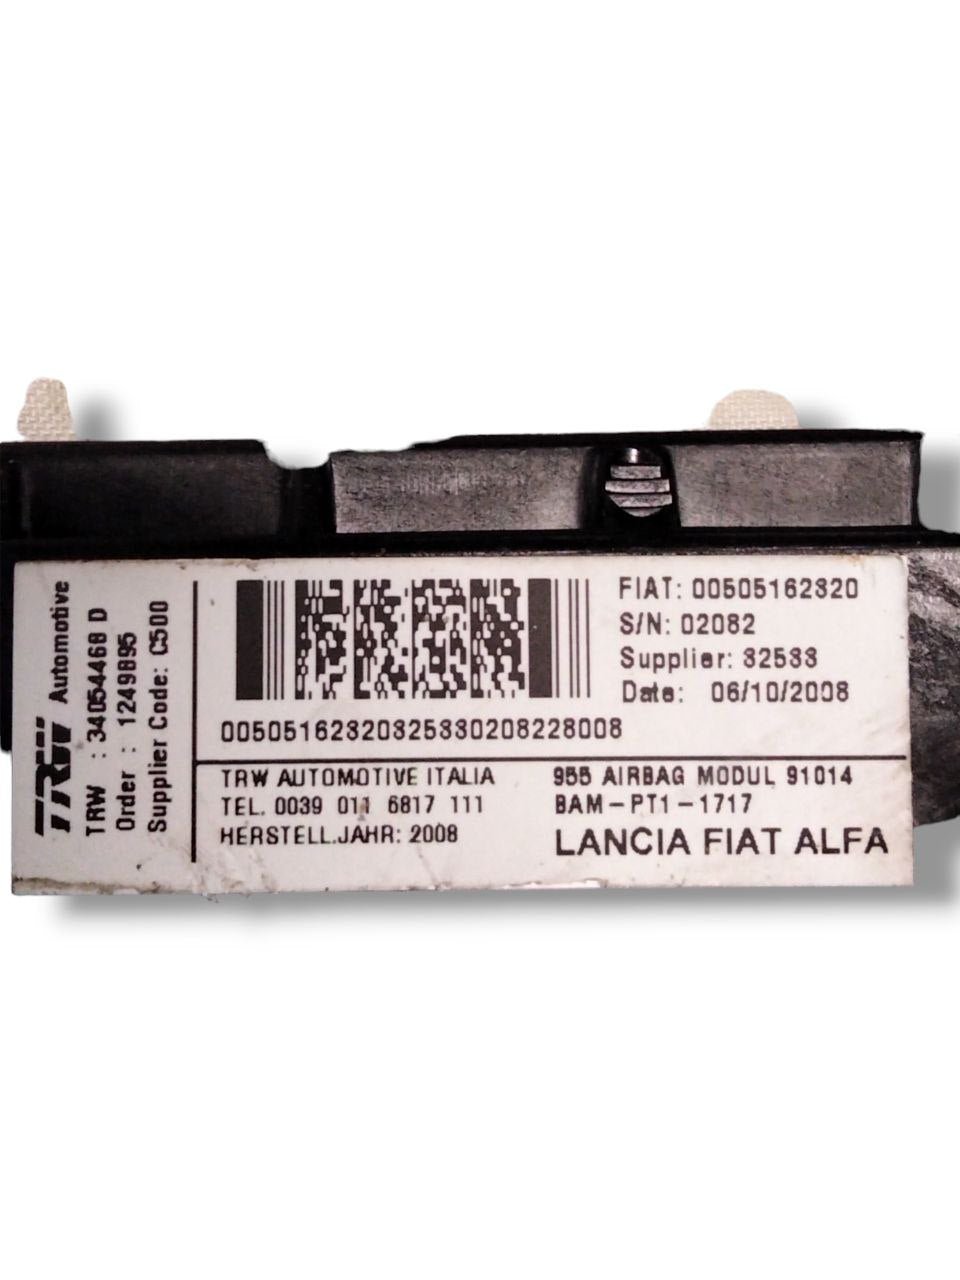 TRW Automotive
TRW : 34054468 D
Order : 1249895
Supplier Code: C500
FIAT: 00505162320
S/N: 02082
Supplier: 32533
Date: 06/10/2008
00505162320325330208228008
TRW AUTOMOTIVE ITALIA
TEL. 0039 011 6817 111
HERSTELL.JAHR: 2008
955 AIRBAG MODUL 91014
BAM-PT1-1717
LANCIA FIAT ALFA